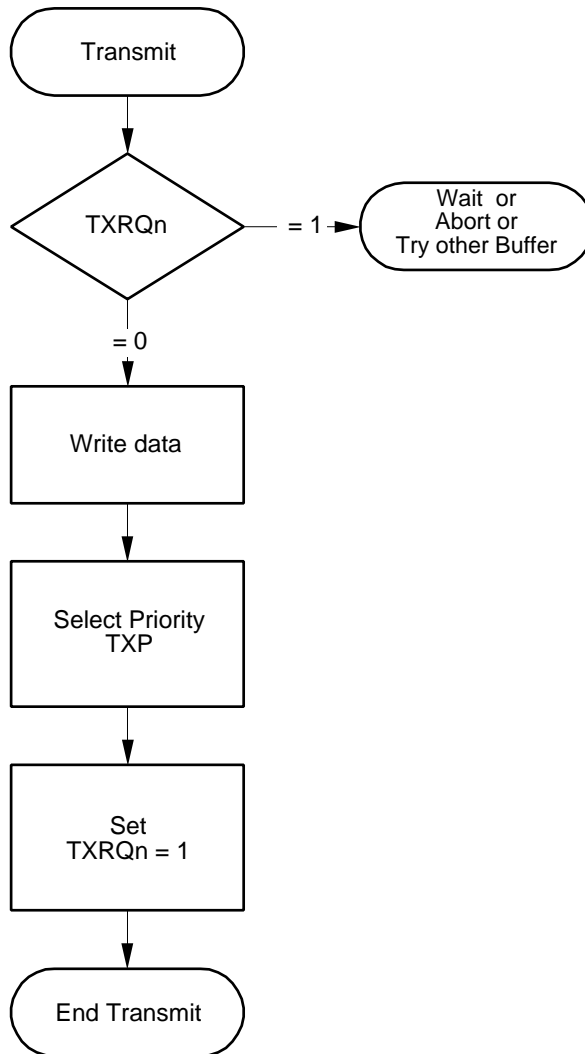 Transmit
TXRQn
= 1
Wait or
Abort or
Try other Buffer
= 0
Write data
Select Priority
TXP
Set
TXRQn = 1
End Transmit